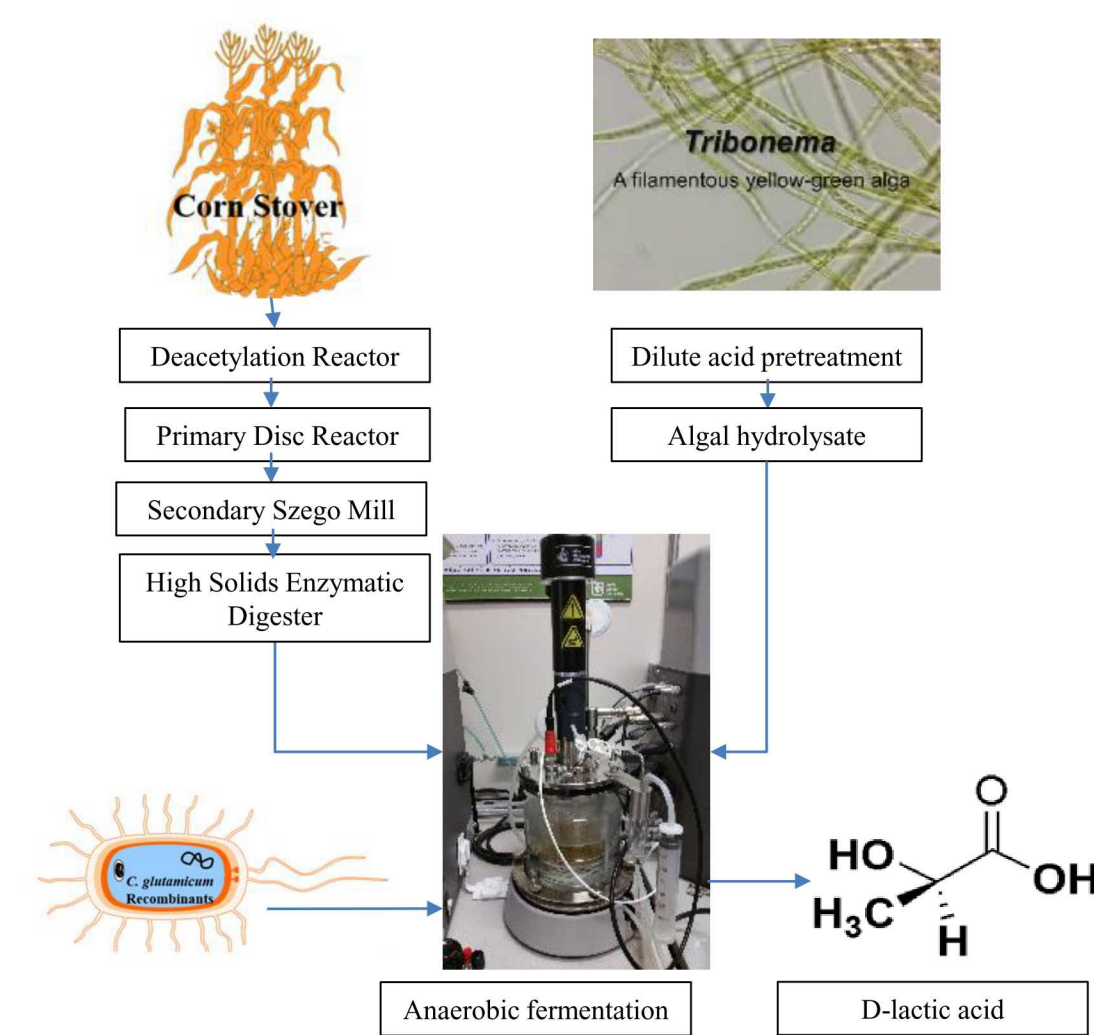 Corn Stover
Tribonema
A filamentous yellow-green alga
Deacetylation Reactor
Dilute acid pretreatment
Primary Disc Reactor
Algal hydrolysate
Secondary Szego Mill
High Solids Enzymatic
Digester
C. glutamicum
Recombinants
O
HO
OH
H₃C
H
Anaerobic fermentation
D-lactic acid